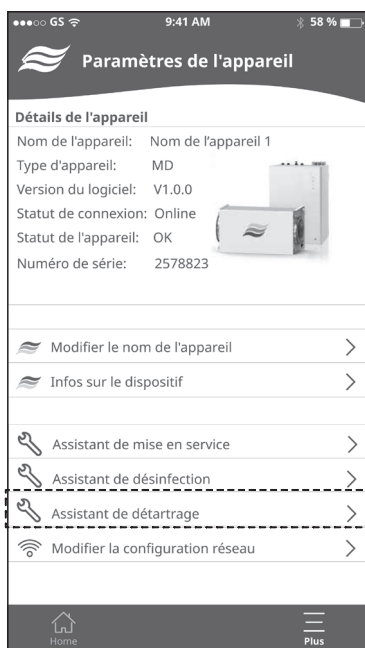 GS 9:41 AM 58 %
Paramètres de l'appareil
Détails de l'appareil
Nom de l'appareil: Nom de l’appareil 1
Type d'appareil: MD
Version du logiciel: V1.0.0
Statut de connexion: Online
Statut de l'appareil: OK
Numéro de série: 2578823
Modifier le nom de l'appareil
Infos sur le dispositif
Assistant de mise en service
Assistant de désinfection
Assistant de détartrage
Modifier la configuration réseau
Home Plus